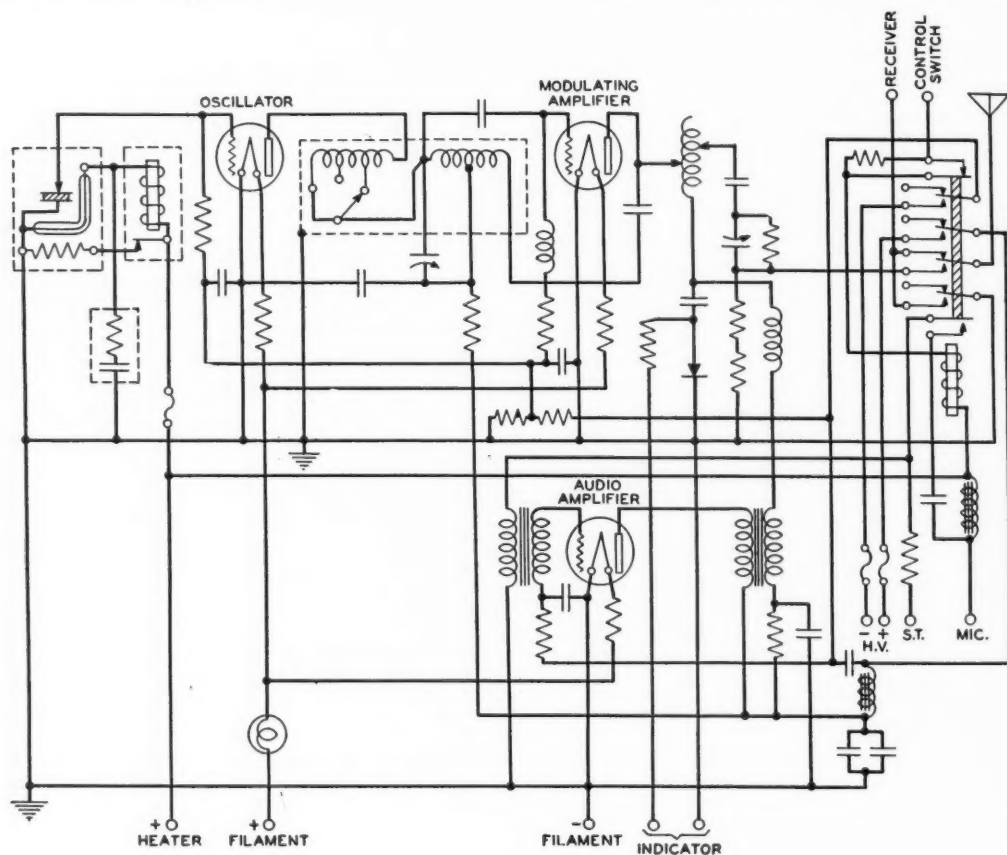 RECEIVER
CONTROL
SWITCH
OSCILLATOR
MODULATING
AMPLIFIER
AUDIO
AMPLIFIER
- +
H.V.
S.T.
MIC.
+
HEATER
+
FILAMENT
-
FILAMENT
INDICATOR